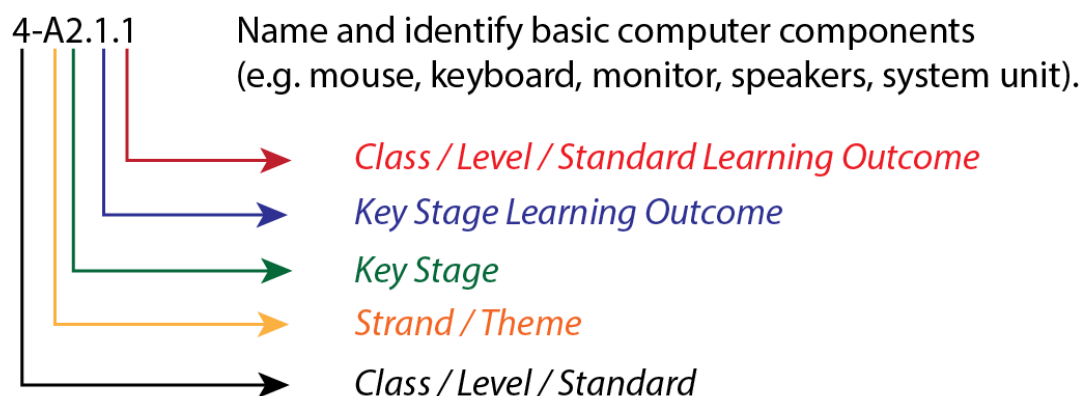 4-A2.1.1 Name and identify basic computer components
(e.g. mouse, keyboard, monitor, speakers, system unit).
Class / Level / Standard Learning Outcome
Key Stage Learning Outcome
Key Stage
Strand / Theme
Class / Level / Standard